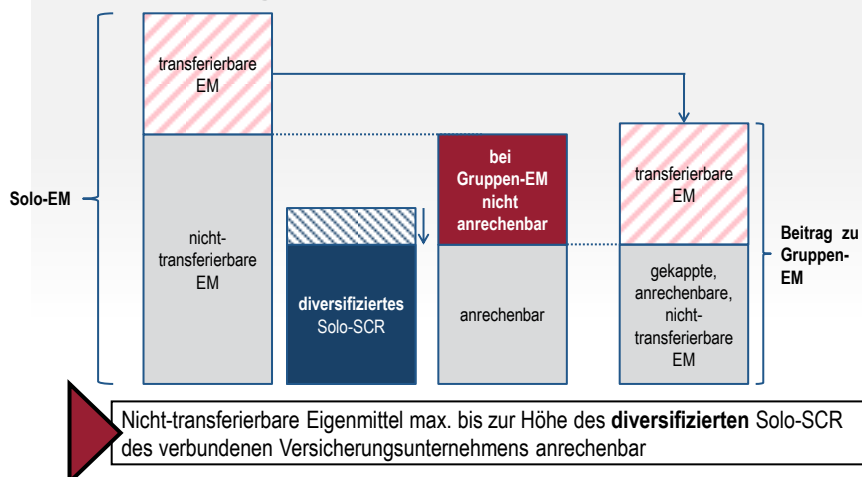 transferierbare
EM
Solo-EM
nicht-
transferierbare
EM
diversifiziertes
Solo-SCR
bei
Gruppen-EM
nicht
anrechenbar
anrechenbar
transferierbare
EM
gekappte,
anrechenbare,
nicht-
transferierbare
EM
Beitrag zu
Gruppen-
EM
Nicht-transferierbare Eigenmittel max. bis zur Höhe des diversifizierten Solo-SCR
des verbundenen Versicherungsunternehmens anrechenbar